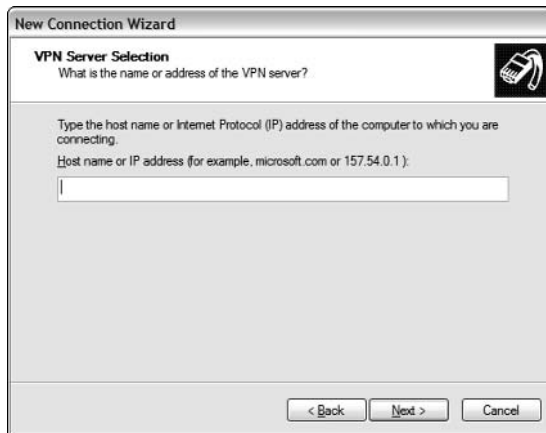 New Connection Wizard
VPN Server Selection
What is the name or address of the VPN server?
Type the host name or Internet Protocol (IP) address of the computer to which you are
connecting.
Host name or IP address (for example, microsoft.com or 157.54.0.1 ):
< Back Next > Cancel